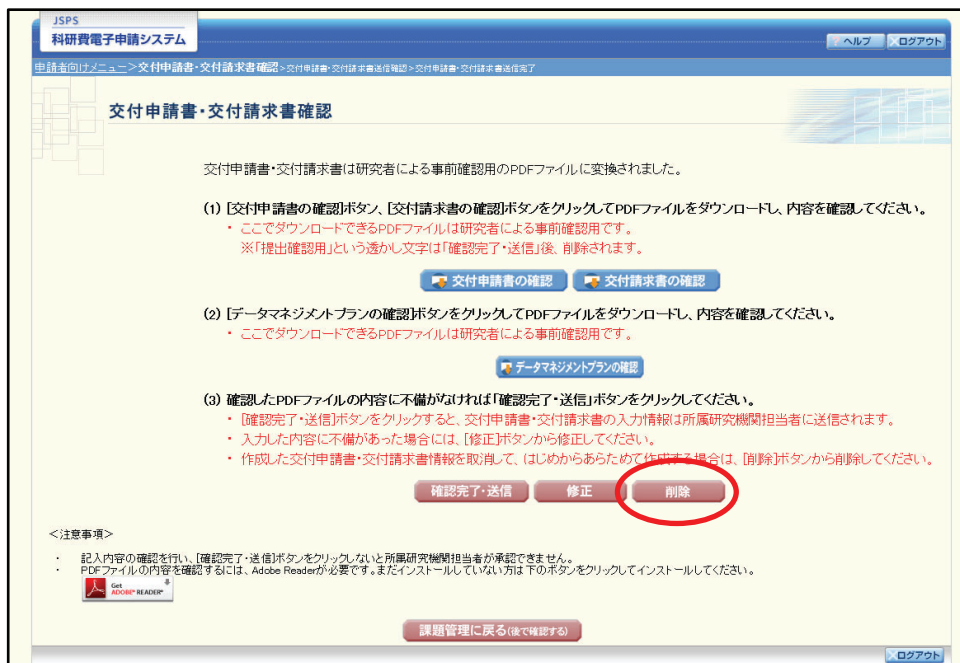 JSPS
科研費電子申請システム
ヘルプ
ログアウト
申請者向けメニュー>交付申請書・交付請求書確認>交付申請書・交付請求書送信確認>交付申請書・交付請求書送信完了
交付申請書・交付請求書確認
交付申請書・交付請求書は研究者による事前確認用のPDFファイルに変換されました。
(1) [交付申請書の確認]ボタン、[交付請求書の確認]ボタンをクリックしてPDFファイルをダウンロードし、内容を確認してください。
・ ここでダウンロードできるPDFファイルは研究者による事前確認用です。
※「提出確認用」という透かし文字は「確認完了・送信」後、削除されます。
交付申請書の確認
交付請求書の確認
(2) [データマネジメントプランの確認]ボタンをクリックしてPDFファイルをダウンロードし、内容を確認してください。
・ ここでダウンロードできるPDFファイルは研究者による事前確認用です。
データマネジメントプランの確認
(3) 確認したPDFファイルの内容に不備がなければ「確認完了・送信」ボタンをクリックしてください。
・ [確認完了・送信]ボタンをクリックすると、交付申請書・交付請求書の入力情報は所属研究機関担当者に送信されます。
・ 入力した内容に不備があった場合には、[修正]ボタンから修正してください。
・ 作成した交付申請書・交付請求書情報を取消して、はじめからあらためて作成する場合は、[削除]ボタンから削除してください。
確認完了・送信
修正
削除
<注意事項>
・ 記入内容の確認を行い、[確認完了・送信]ボタンをクリックしないと所属研究機関担当者が承認できません。
・ PDFファイルの内容を確認するには、Adobe Readerが必要です。まだインストールしていない方は下のボタンをクリックしてインストールしてください。
Get
ADOBE® READER®
課題管理に戻る(後で確認する)
ログアウト